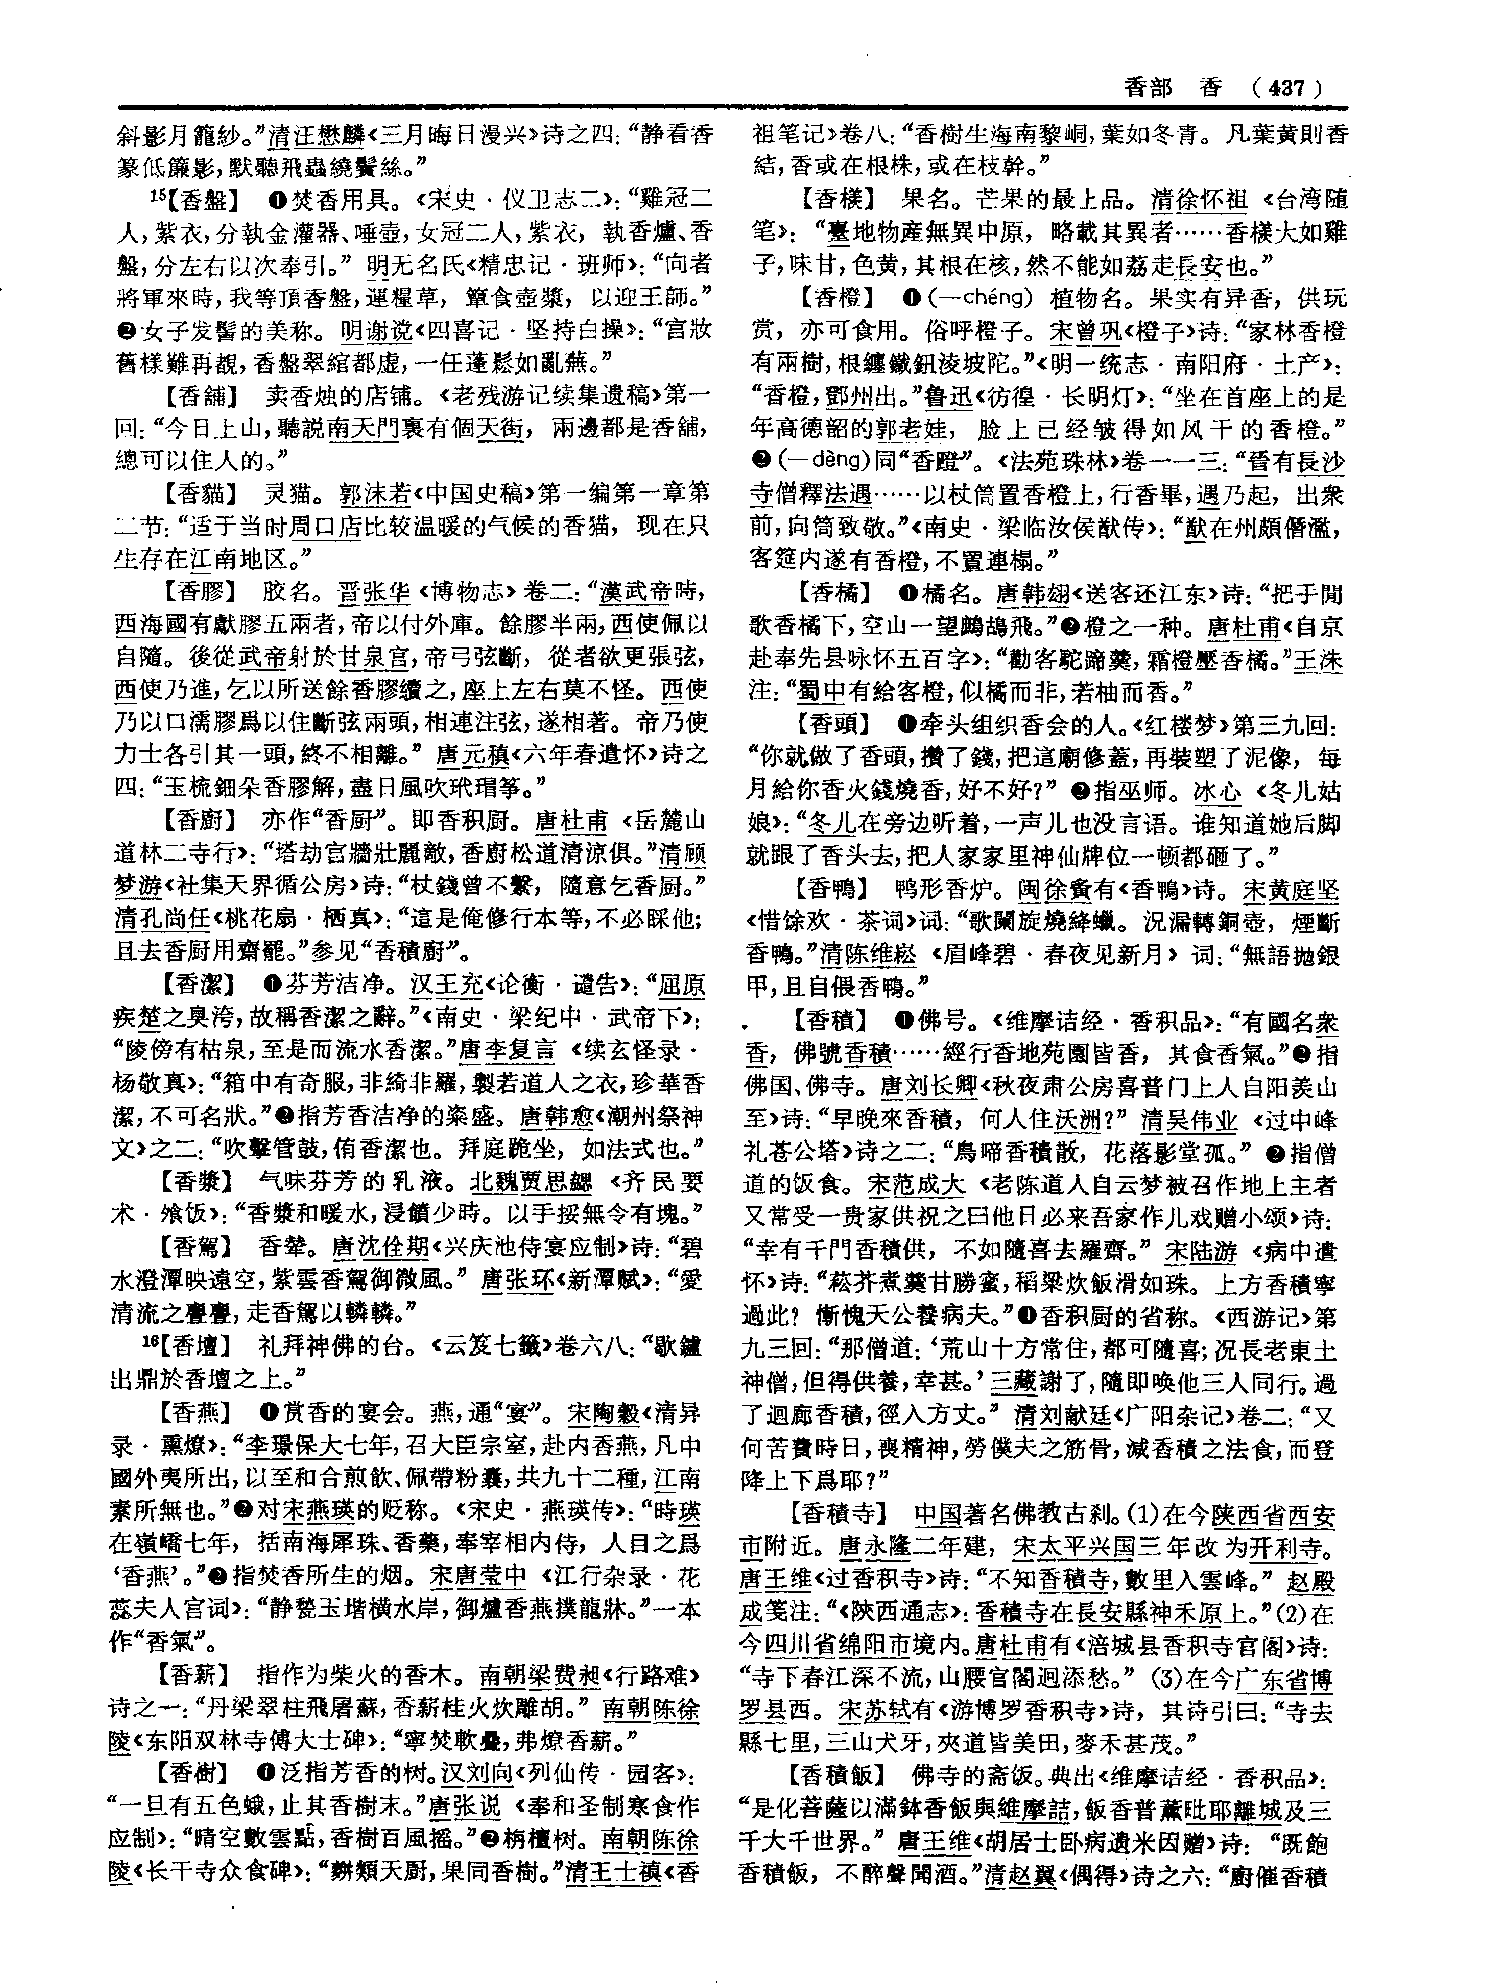 香部 香 (437)
斜影月籠紗。”清汪懋麟《三月晦日漫兴》诗之四：“静看香
篆低簾影，默聽飛蟲繞鬢絲。”
15【香盤】 ❶焚香用具。《宋史·仪卫志二》：“雞冠二
人，紫衣，分執金灌器、唾壺，女冠二人，紫衣，執香爐、香
盤，分左右以次奉引。”明无名氏《精忠记·班师》：“向者
將軍來時，我等頂香盤，運糧草，簞食壺漿，以迎王師。”
❷女子发髻的美称。明谢谠《四喜记·坚持白操》：“宫妝
舊樣難再覩，香盤翠綰都虚，一任蓬鬆如亂蕪。”
【香舖】 卖香烛的店铺。《老残游记续集遗稿》第一
回：“今日上山，聽説南天門裏有個天街，兩邊都是香舖，
總可以住人的。”
【香貓】 灵猫。郭沫若《中国史稿》第一编第一章第
二节：“适于当时周口店比较温暖的气候的香猫，现在只
生存在江南地区。”
【香膠】 胶名。晋张华《博物志》卷二：“漢武帝時，
西海國有獻膠五兩者，帝以付外庫。餘膠半兩，西使佩以
自隨。後從武帝射於甘泉宫，帝弓弦斷，從者欲更張弦，
西使乃進，乞以所送餘香膠續之，座上左右莫不怪。西使
乃以口濡膠爲以住斷弦兩頭，相連注弦，遂相著。帝乃使
力士各引其一頭，終不相離。”唐元稹《六年春遣怀》诗之
四：“玉梳鈿朵香膠解，盡日風吹玳瑁筝。”
【香廚】 亦作“香厨”。即香积厨。唐杜甫《岳麓山
道林二寺行》：“塔劫宫牆壯麗敵，香廚松道清涼俱。”清顾
梦游《社集天界循公房》诗：“杖錢曾不繫，隨意乞香厨。”
清孔尚任《桃花扇·栖真》：“這是俺修行本等，不必睬他；
且去香厨用齋罷。”参见“香積廚”。
【香潔】 ❶芬芳洁净。汉王充《论衡·谴告》：“屈原
疾楚之臭洿，故稱香潔之辭。”《南史·梁纪中·武帝下》：
“陵傍有枯泉，至是而流水香潔。”唐李复言《续玄怪录·
杨敬真》：“箱中有奇服，非綺非羅，製若道人之衣，珍華香
潔，不可名狀。”❷指芳香洁净的粢盛。唐韩愈《潮州祭神
文》之二：“吹擊管鼓，侑香潔也。拜庭跪坐，如法式也。”
【香漿】 气味芬芳的乳液。北魏贾思勰《齐民要
术·飧饭》：“香漿和暖水，浸饙少時。以手挼無令有塊。”
【香駕】 香辇。唐沈佺期《兴庆池侍宴应制》诗：“碧
水澄潭映遠空，紫雲香駕御微風。”唐张环《新潭赋》：“愛
清流之亹亹，走香駕以轔轔。”
16【香壇】 礼拜神佛的台。《云笈七籤》卷六八：“歇鑪
出鼎於香壇之上。”
【香燕】 ❶赏香的宴会。燕，通“宴”。宋陶穀《清异
录·熏燎》：“李璟保大七年，召大臣宗室，赴内香燕，凡中
國外夷所出，以至和合煎飲、佩帶粉囊，共九十二種，江南
素所無也。”❷对宋燕瑛的贬称。《宋史·燕瑛传》：“時瑛
在嶺嶠七年，括南海犀珠、香藥，奉宰相内侍，人目之爲
‘香燕’。”❷指焚香所生的烟。宋唐莹中《江行杂录·花
蕊夫人宫词》：“静甃玉堦横水岸，御爐香燕撲龍牀。”一本
作“香氣”。
【香薪】 指作为柴火的香木。南朝梁费昶《行路难》
诗之一：“丹梁翠柱飛屠蘇，香薪桂火炊雕胡。”南朝陈徐
陵《东阳双林寺傅大士碑》：“寧焚軟疊，弗燎香薪。”
【香樹】 ❶泛指芳香的树。汉刘向《列仙传·园客》：
“一旦有五色蛾，止其香樹末。”唐张说《奉和圣制寒食作
应制》：“晴空數雲點，香樹百風摇。”❷栴檀树。南朝陈徐
陵《长干寺众食碑》：“餅類天厨，果同香樹。”清王士禛《香
祖笔记》卷八：“香樹生海南黎峒，葉如冬青。凡葉黄則香
結，香或在根株，或在枝幹。”
【香檨】 果名。芒果的最上品。清徐怀祖《台湾随
笔》：“臺地物産無異中原，略載其異者……香檨大如雞
子，味甘，色黄，其根在核，然不能如荔走長安也。”
【香橙】 ❶(—chéng) 植物名。果实有异香，供玩
赏，亦可食用。俗呼橙子。宋曾巩《橙子》诗：“家林香橙
有兩樹，根纏鐵鈕凌坡陀。”《明一统志·南阳府·土产》：
“香橙，鄧州出。”鲁迅《彷徨·长明灯》：“坐在首座上的是
年高德韶的郭老娃，脸上已经皱得如风干的香橙。”
❷(—dèng)同“香蹬”。《法苑珠林》卷一一三：“晉有長沙
寺僧釋法遇……以杖筒置香橙上，行香畢，遇乃起，出衆
前，向筒致敬。”《南史·梁临汝侯猷传》：“猷在州頗僭濫，
客筵内遂有香橙，不置連榻。”
【香橘】 ❶橘名。唐韩翃《送客还江东》诗：“把手閒
歌香橘下，空山一望鷓鴣飛。”❷橙之一种。唐杜甫《自京
赴奉先县咏怀五百字》：“勸客駝蹄羹，霜橙壓香橘。”王洙
注：“蜀中有給客橙，似橘而非，若柚而香。”
【香頭】 ❶牵头组织香会的人。《红楼梦》第三九回：
“你就做了香頭，攢了錢，把這廟修蓋，再裝塑了泥像，每
月給你香火錢燒香，好不好？”❷指巫师。冰心《冬儿姑
娘》：“冬儿在旁边听着，一声儿也没言语。谁知道她后脚
就跟了香头去，把人家家里神仙牌位一顿都砸了。”
【香鴨】 鸭形香炉。闽徐夤有《香鴨》诗。宋黄庭坚
《惜馀欢·茶词》词：“歌闌旋燒絳蠟。況漏轉銅壺，煙斷
香鴨。”清陈维崧《眉峰碧·春夜见新月》词：“無語抛銀
甲，且自偎香鴨。”
【香積】 ❶佛号。《维摩诘经·香积品》：“有國名衆
香，佛號香積……經行香地苑園皆香，其食香氣。”❷指
佛国、佛寺。唐刘长卿《秋夜肃公房喜普门上人自阳羡山
至》诗：“早晚來香積，何人住沃洲？”清吴伟业《过中峰
礼苍公塔》诗之二：“鳥啼香積散，花落影堂孤。”❷指僧
道的饭食。宋范成大《老陈道人自云梦被召作地上主者
又常受一贵家供祝之曰他日必来吾家作儿戏赠小颂》诗：
“幸有千門香積供，不如隨喜去羅齋。”宋陆游《病中遣
怀》诗：“菘芥煮羹甘勝蜜，稻粱炊飯滑如珠。上方香積寧
過此？慚愧天公養病夫。”❶香积厨的省称。《西游记》第
九三回：“那僧道：‘荒山十方常住，都可隨喜；况長老東土
神僧，但得供養，幸甚。’三藏謝了，隨即唤他三人同行。過
了迴廊香積，徑入方丈。”清刘献廷《广阳杂记》卷二：“又
何苦費時日，喪精神，勞僕夫之筋骨，減香積之法食，而登
降上下爲耶？”
【香積寺】 中国著名佛教古刹。(1)在今陕西省西安
市附近。唐永隆二年建，宋太平兴国三年改为开利寺。
唐王维《过香积寺》诗：“不知香積寺，數里入雲峰。”赵殿
成笺注：“《陝西通志》：香積寺在長安縣神禾原上。”(2)在
今四川省绵阳市境内。唐杜甫有《涪城县香积寺官阁》诗：
“寺下春江深不流，山腰官閣迥添愁。”(3)在今广东省博
罗县西。宋苏轼有《游博罗香积寺》诗，其诗引曰：“寺去
縣七里，三山犬牙，夾道皆美田，麥禾甚茂。”
【香積飯】 佛寺的斋饭。典出《维摩诘经·香积品》：
“是化菩薩以滿鉢香飯與維摩詰，飯香普薰毗耶離城及三
千大千世界。”唐王维《胡居士卧病遗米因赠》诗：“既飽
香積飯，不醉聲聞酒。”清赵翼《偶得》诗之六：“廚催香積